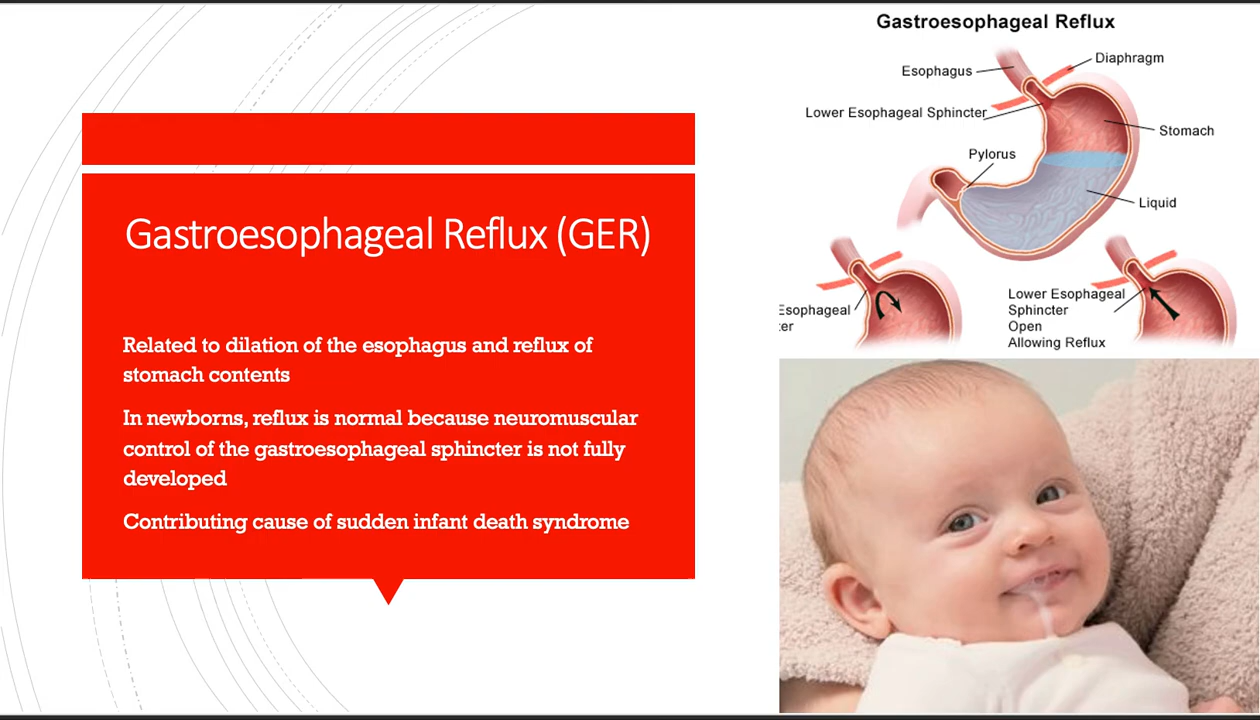 Gastroesophageal Reflux (GER)
Related to dilation of the esophagus and reflux of
stomach contents
In newborns, reflux is normal because neuromuscular
control of the gastroesophageal sphincter is not fully
developed
Contributing cause of sudden infant death syndrome
Gastroesophageal Reflux
Diaphragm
Esophagus
Lower Esophageal Sphincter
Stomach
Pylorus
Liquid
Esophageal
ter
Lower Esophageal
Sphincter
Open
Allowing Reflux